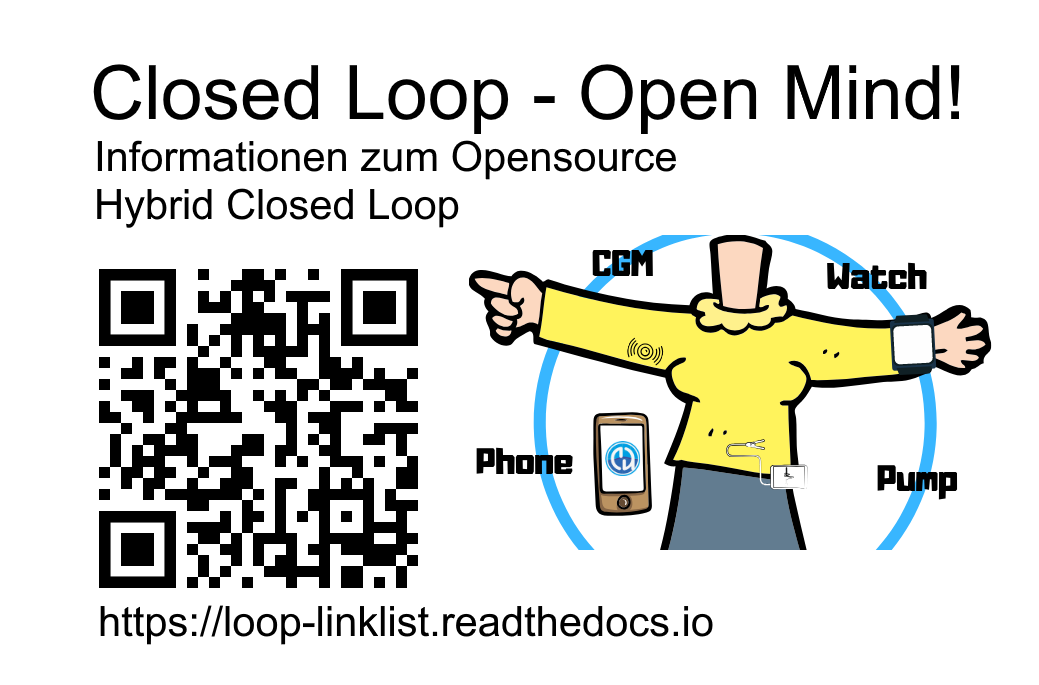 Closed Loop - Open Mind!
Informationen zum Opensource
Hybrid Closed Loop
CGM
Watch
Phone
Pump
https://loop-linklist.readthedocs.io